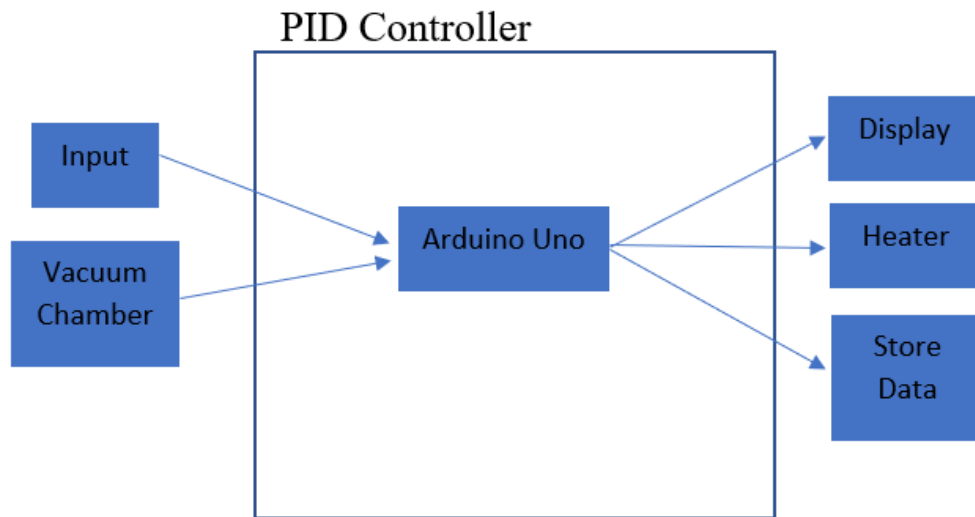 PID Controller
Input
Vacuum
Chamber
Arduino Uno
Display
Heater
Store
Data